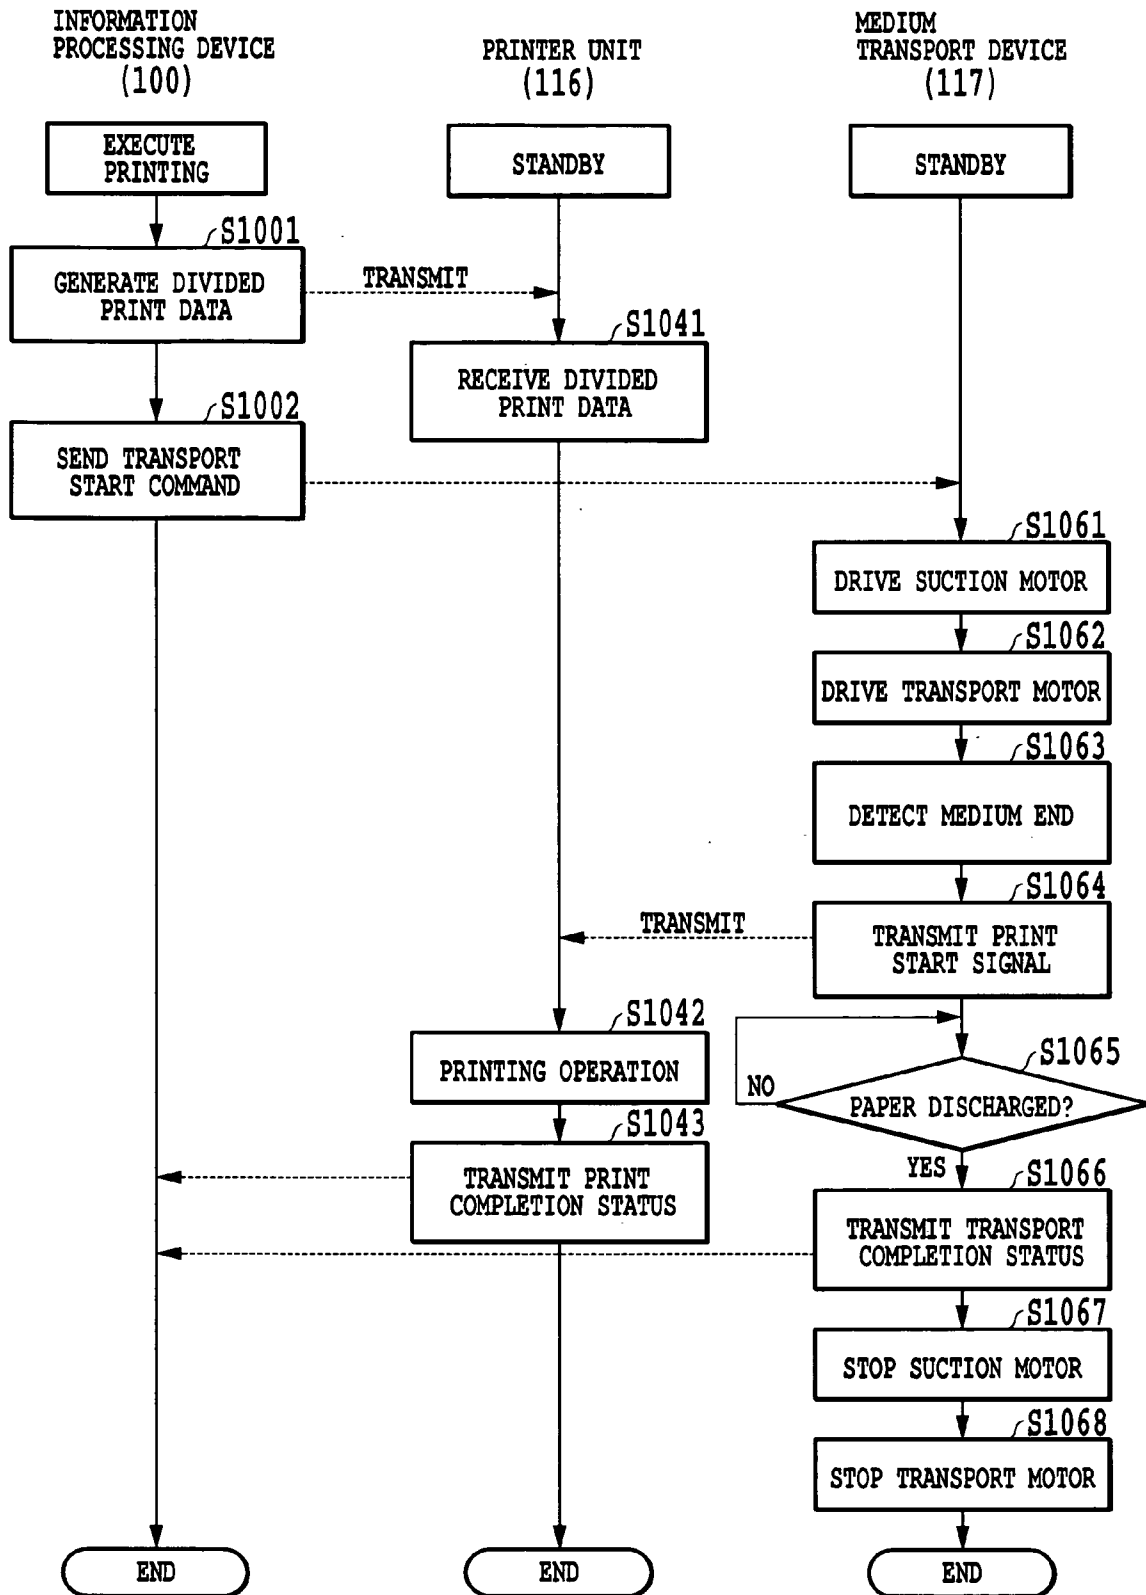 INFORMATION
PROCESSING DEVICE
(100)
PRINTER UNIT
(116)
MEDIUM
TRANSPORT DEVICE
(117)
EXECUTE
PRINTING
STANDBY
STANDBY
S1001
GENERATE DIVIDED
PRINT DATA
TRANSMIT
S1041
RECEIVE DIVIDED
PRINT DATA
S1002
SEND TRANSPORT
START COMMAND
S1061
DRIVE SUCTION MOTOR
S1062
DRIVE TRANSPORT MOTOR
S1063
DETECT MEDIUM END
S1064
TRANSMIT
TRANSMIT PRINT
START SIGNAL
S1042
PRINTING OPERATION
S1065
NO
PAPER DISCHARGED?
S1043
TRANSMIT PRINT
COMPLETION STATUS
YES
S1066
TRANSMIT TRANSPORT
COMPLETION STATUS
S1067
STOP SUCTION MOTOR
S1068
STOP TRANSPORT MOTOR
END
END
END